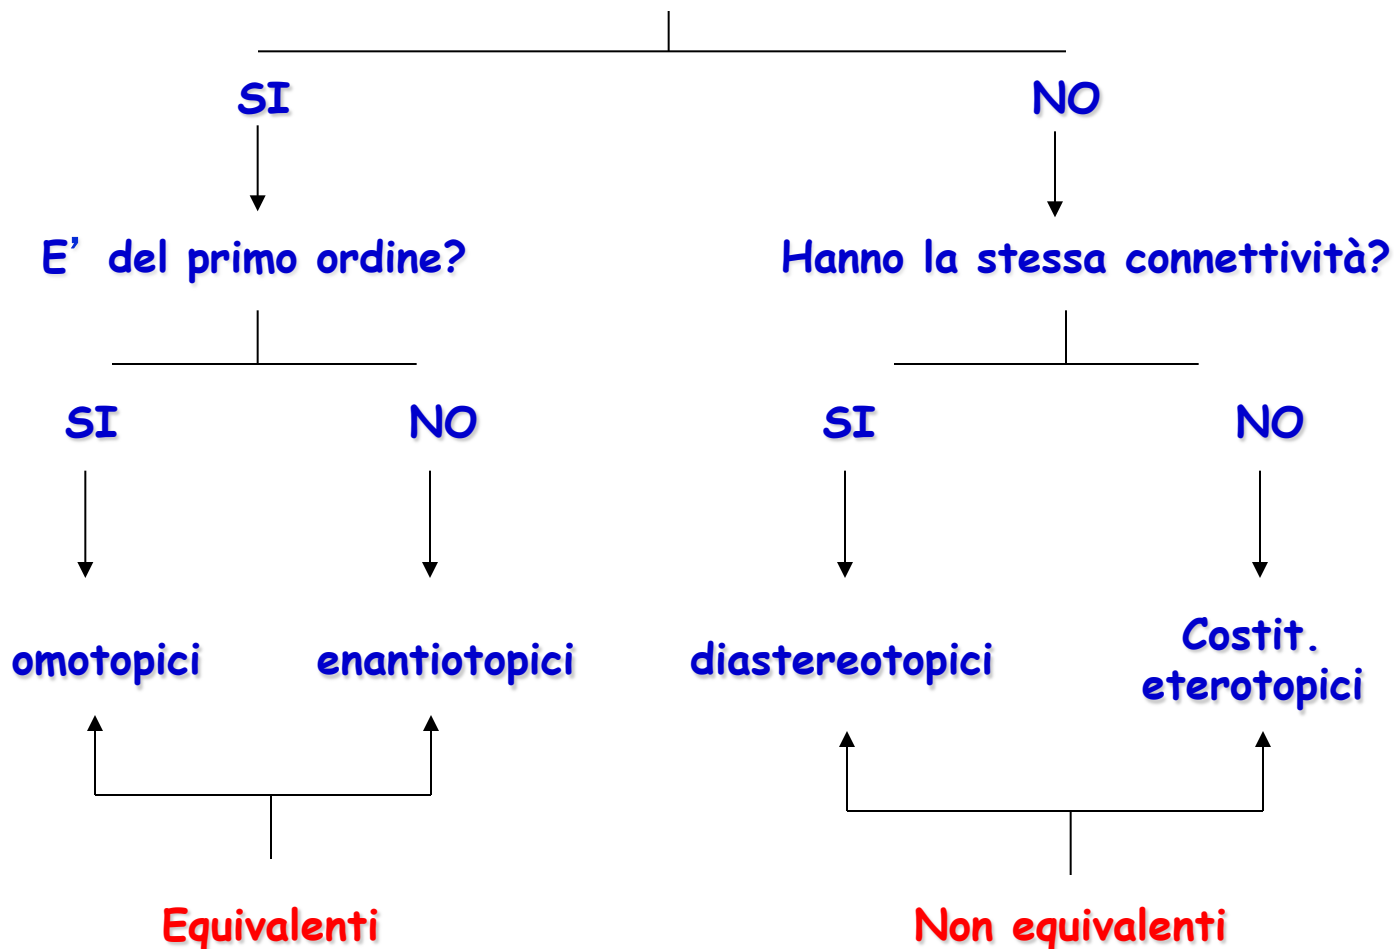 SI
NO
E’ del primo ordine?
Hanno la stessa connettività?
SI
NO
SI
NO
omotopici
enantiotopici
diastereotopici
Costit.
eterotopici
Equivalenti
Non equivalenti